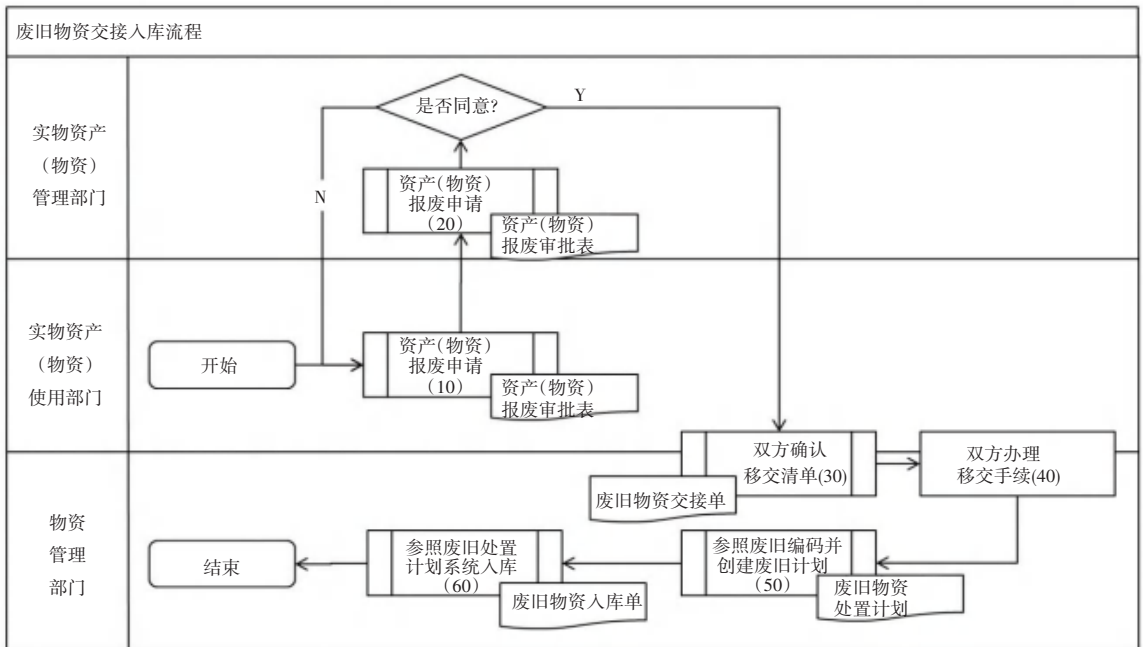 废旧物资交接入库流程
实物资产
（物资）
管理部门
是否同意?
Y
N
资产(物资)
报废申请
(20)
资产(物资)
报废审批表
实物资产
（物资）
使用部门
开始
资产(物资)
报废申请
(10)
资产(物资)
报废审批表
双方确认
移交清单(30)
废旧物资交接单
双方办理
移交手续(40)
物资
管理
部门
结束
参照废旧处置
计划系统入库
(60)
废旧物资入库单
参照废旧编码并
创建废旧计划
(50)
废旧物资
处置计划